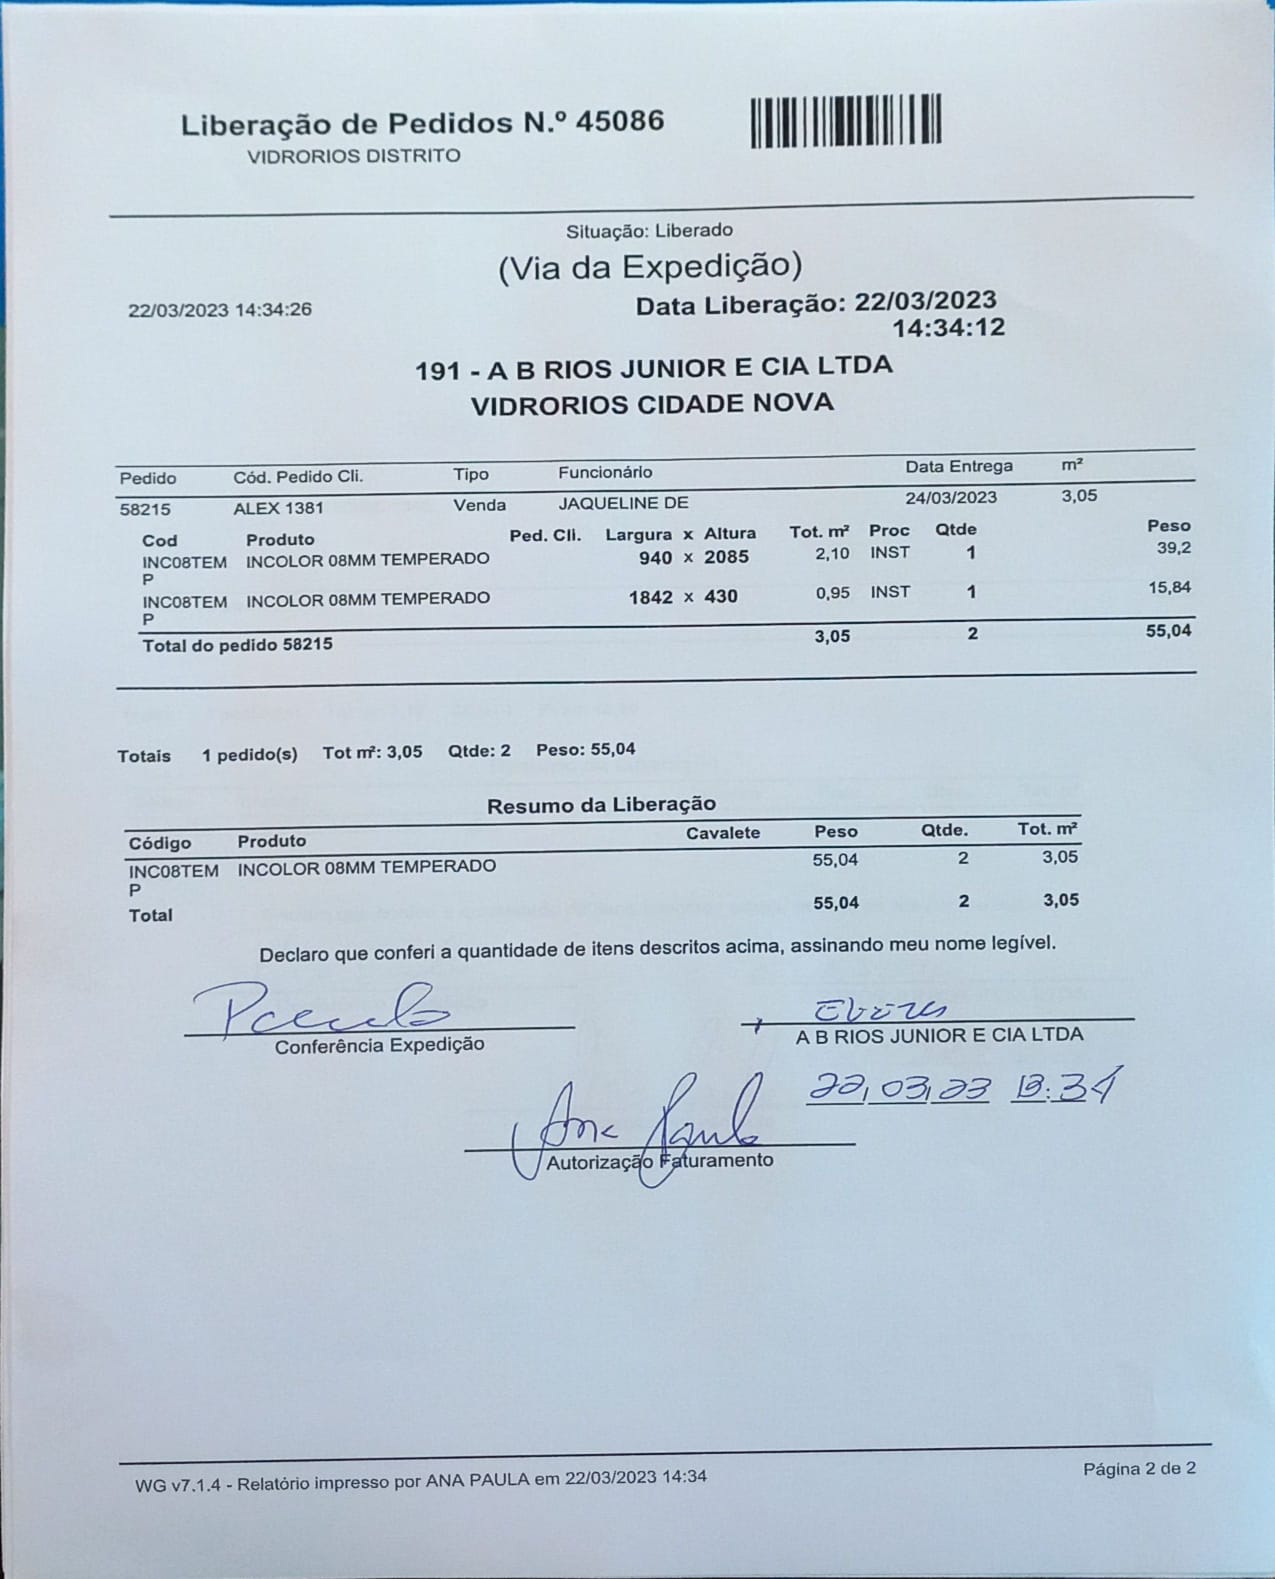 Liberação de Pedidos N.º 45086
VIDRORIOS DISTRITO
Situação: Liberado
(Via da Expedição)
22/03/2023 14:34:26 Data Liberação: 22/03/2023
14:34:12
191 - A B RIOS JUNIOR E CIA LTDA
VIDRORIOS CIDADE NOVA
Pedido Cód. Pedido Cli. Tipo Funcionário Data Entrega m²
58215 ALEX 1381 Venda JAQUELINE DE 24/03/2023 3,05
Cod Produto Ped. Cli. Largura x Altura Tot. m² Proc Qtde Peso
INC08TEM INCOLOR 08MM TEMPERADO 940 x 2085 2,10 INST 1 39,2
P
INC08TEM INCOLOR 08MM TEMPERADO 1842 x 430 0,95 INST 1 15,84
P
Total do pedido 58215 3,05 2 55,04
Totais 1 pedido(s) Tot m²: 3,05 Qtde: 2 Peso: 55,04
Resumo da Liberação
Código Produto Cavalete Peso Qtde. Tot. m²
INC08TEM INCOLOR 08MM TEMPERADO 55,04 2 3,05
P
Total 55,04 2 3,05
Declaro que conferi a quantidade de itens descritos acima, assinando meu nome legível.
Conferência Expedição
A B RIOS JUNIOR E CIA LTDA
22,03,23
Ana Paula
Autorização Faturamento
WG v7.1.4 - Relatório impresso por ANA PAULA em 22/03/2023 14:34
Página 2 de 2